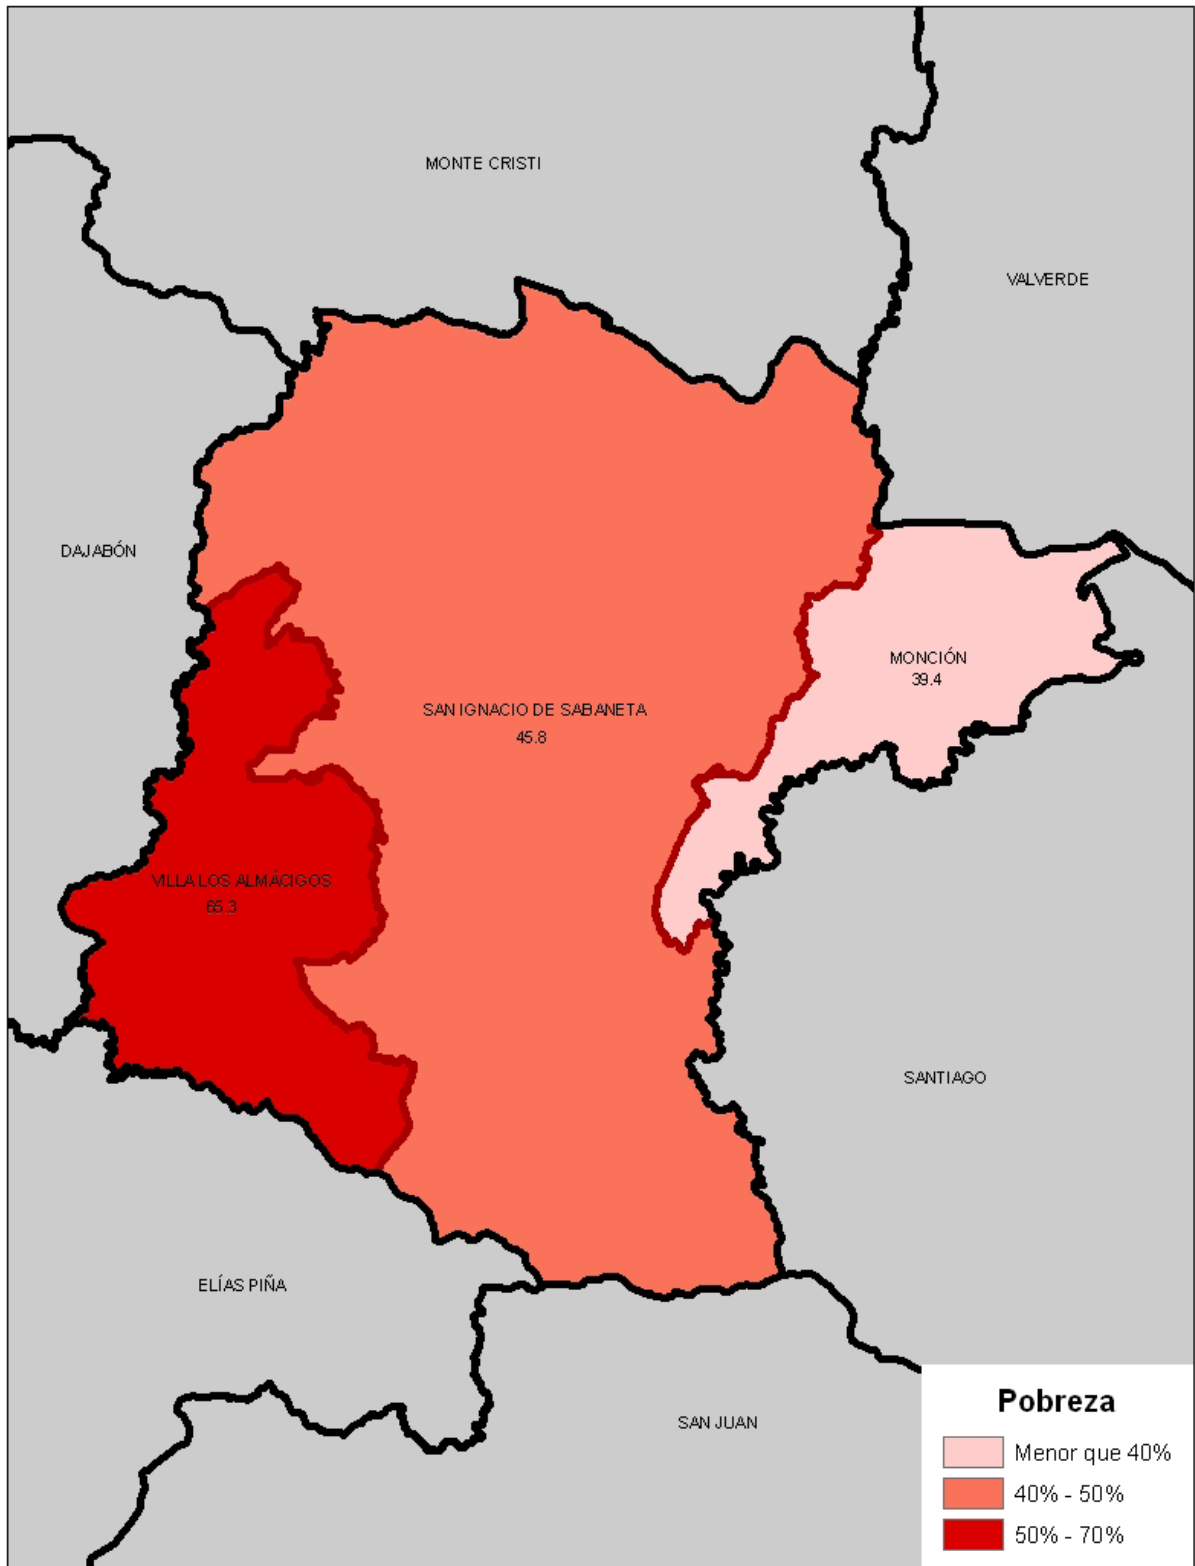 MONTE CRISTI
VALVERDE
DAJABÓN
MONCIÓN
39.4
SAN IGNACIO DE SABANETA
45.8
VILLA LOS ALMÁCIGOS
65.3
SANTIAGO
ELÍAS PIÑA
SAN JUAN
Pobreza
Menor que 40%
40% - 50%
50% - 70%